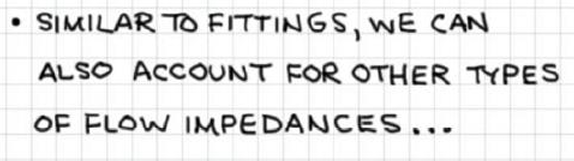 • SIMILAR TO FITTINGS, WE CAN
ALSO ACCOUNT FOR OTHER TYPES
OF FLOW IMPEDANCES...